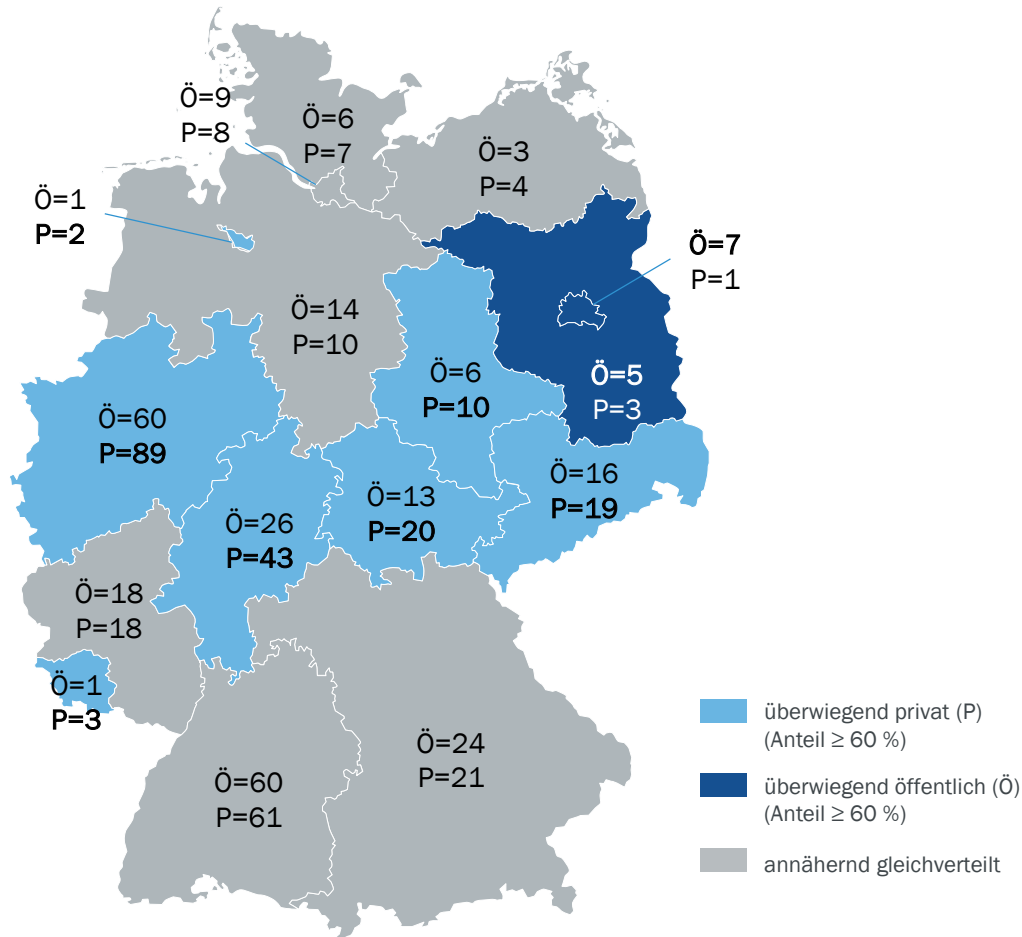 Ö=9
P=8
Ö=6
P=7
Ö=3
P=4
Ö=1
P=2
Ö=7
P=1
Ö=14
P=10
Ö=6
P=10
Ö=5
P=3
Ö=60
P=89
Ö=16
P=19
Ö=13
P=20
Ö=26
P=43
Ö=18
P=18
Ö=1
P=3
Ö=24
P=21
Ö=60
P=61
überwiegend privat (P)
(Anteil ≥ 60 %)
überwiegend öffentlich (Ö)
(Anteil ≥ 60 %)
annähernd gleichverteilt